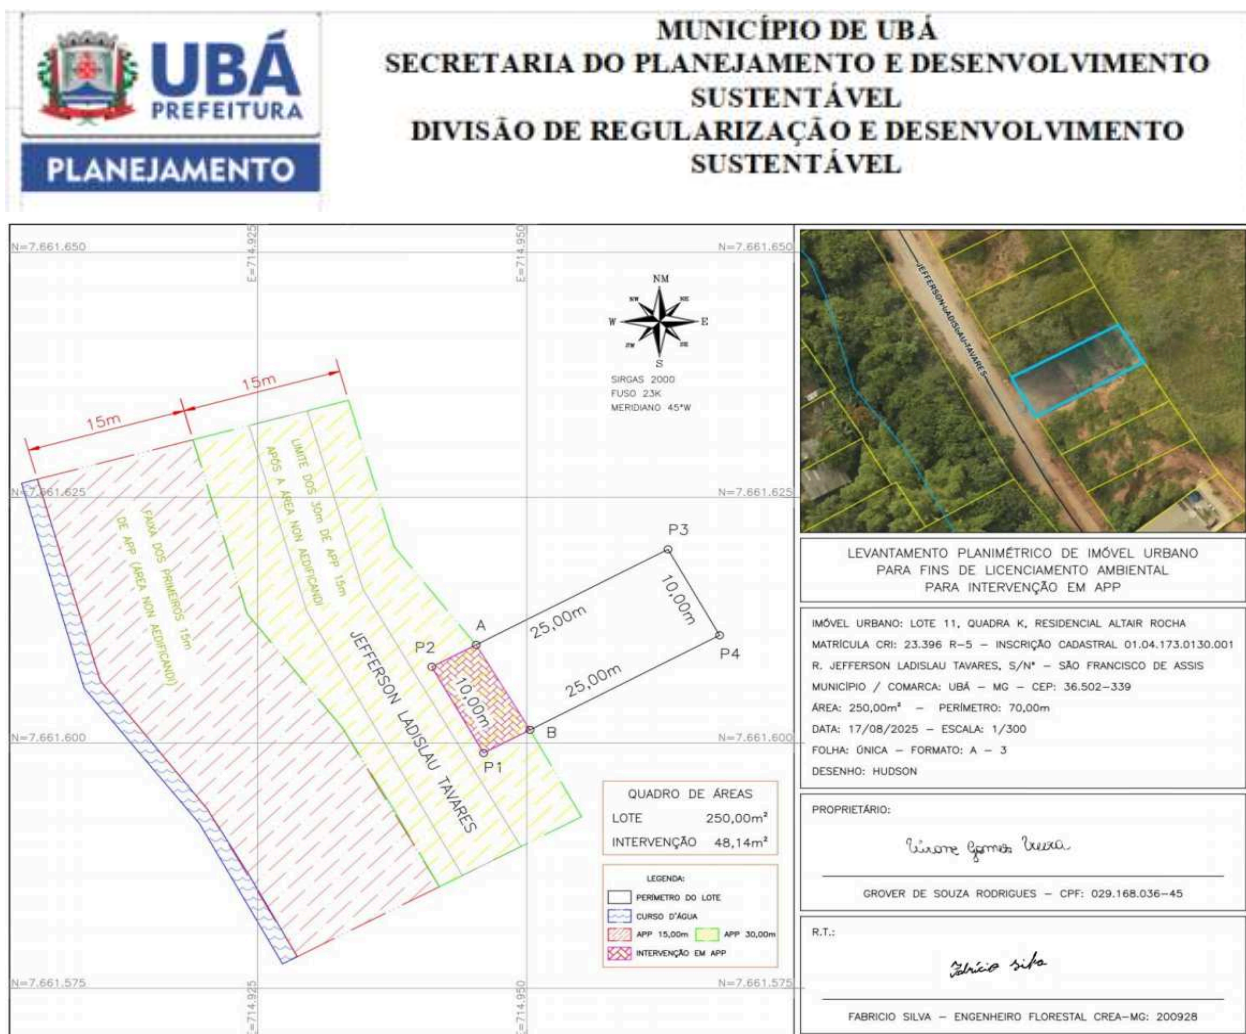 UBÁ
PREFEITURA
PLANEJAMENTO
MUNICÍPIO DE UBÁ
SECRETARIA DO PLANEJAMENTO E DESENVOLVIMENTO
SUSTENTÁVEL
DIVISÃO DE REGULARIZAÇÃO E DESENVOLVIMENTO
SUSTENTÁVEL
N=7.661.650
E=714.925
E=714.950
N=7.661.650
NM
NW
NE
W
E
SW
SE
S
SIRGAS 2000
FUSO 23K
MERIDIANO 45°W
15m
15m
N=7.661.625
N=7.661.625
FAIXA DOS PRIMEIROS 15m
DE APP (ÁREA NON AEDIFICANDI)
LIMITE DOS 30m DE APP 15m
APÓS A ÁREA NON AEDIFICANDI
JEFFERSON LADISLAU TAVARES
P3
10,00m
25,00m
A
P2
P4
25,00m
10,00m
B
P1
N=7.661.600
N=7.661.600
QUADRO DE ÁREAS
LOTE 250,00m²
INTERVENÇÃO 48,14m²
LEGENDA:
PERÍMETRO DO LOTE
CURSO D'ÁGUA
APP 15,00m APP 30,00m
INTERVENÇÃO EM APP
N=7.661.575
N=7.661.575
E=714.925
E=714.950
JEFFERSON LADISLAU TAVARES
LEVANTAMENTO PLANIMÉTRICO DE IMÓVEL URBANO
PARA FINS DE LICENCIAMENTO AMBIENTAL
PARA INTERVENÇÃO EM APP
IMÓVEL URBANO: LOTE 11, QUADRA K, RESIDENCIAL ALTAIR ROCHA
MATRÍCULA CRI: 23.396 R-5 - INSCRIÇÃO CADASTRAL 01.04.173.0130.001
R. JEFFERSON LADISLAU TAVARES, S/N° - SÃO FRANCISCO DE ASSIS
MUNICÍPIO / COMARCA: UBÁ - MG - CEP: 36.502-339
ÁREA: 250,00m² - PERÍMETRO: 70,00m
DATA: 17/08/2025 - ESCALA: 1/300
FOLHA: ÚNICA - FORMATO: A - 3
DESENHO: HUDSON
PROPRIETÁRIO:
GROVER DE SOUZA RODRIGUES - CPF: 029.168.036-45
R.T.:
Fabrício Silva
FABRICIO SILVA - ENGENHEIRO FLORESTAL CREA-MG: 200928